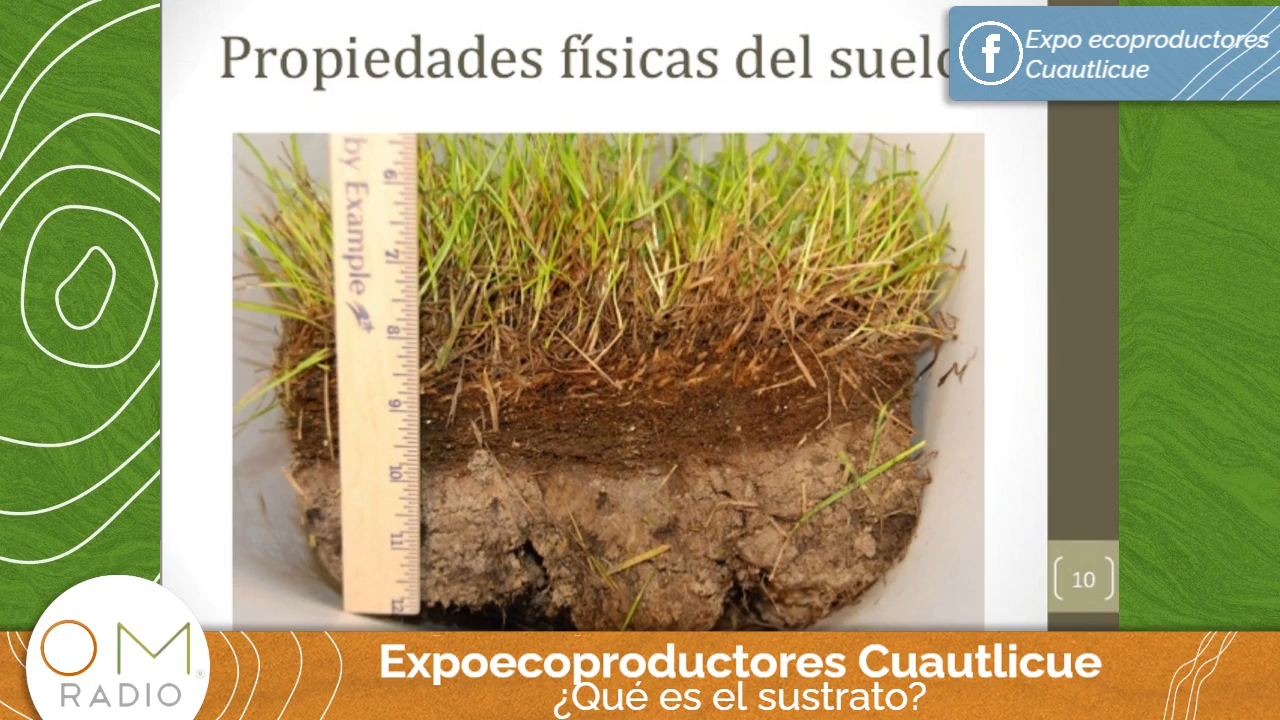 Propiedades físicas del suelo
Expo ecoproductores
Cuautlicue
by Example
6
7
8
9
10
11
12
10
OM
RADIO
Expoecoproductores Cuautlicue
¿Qué es el sustrato?